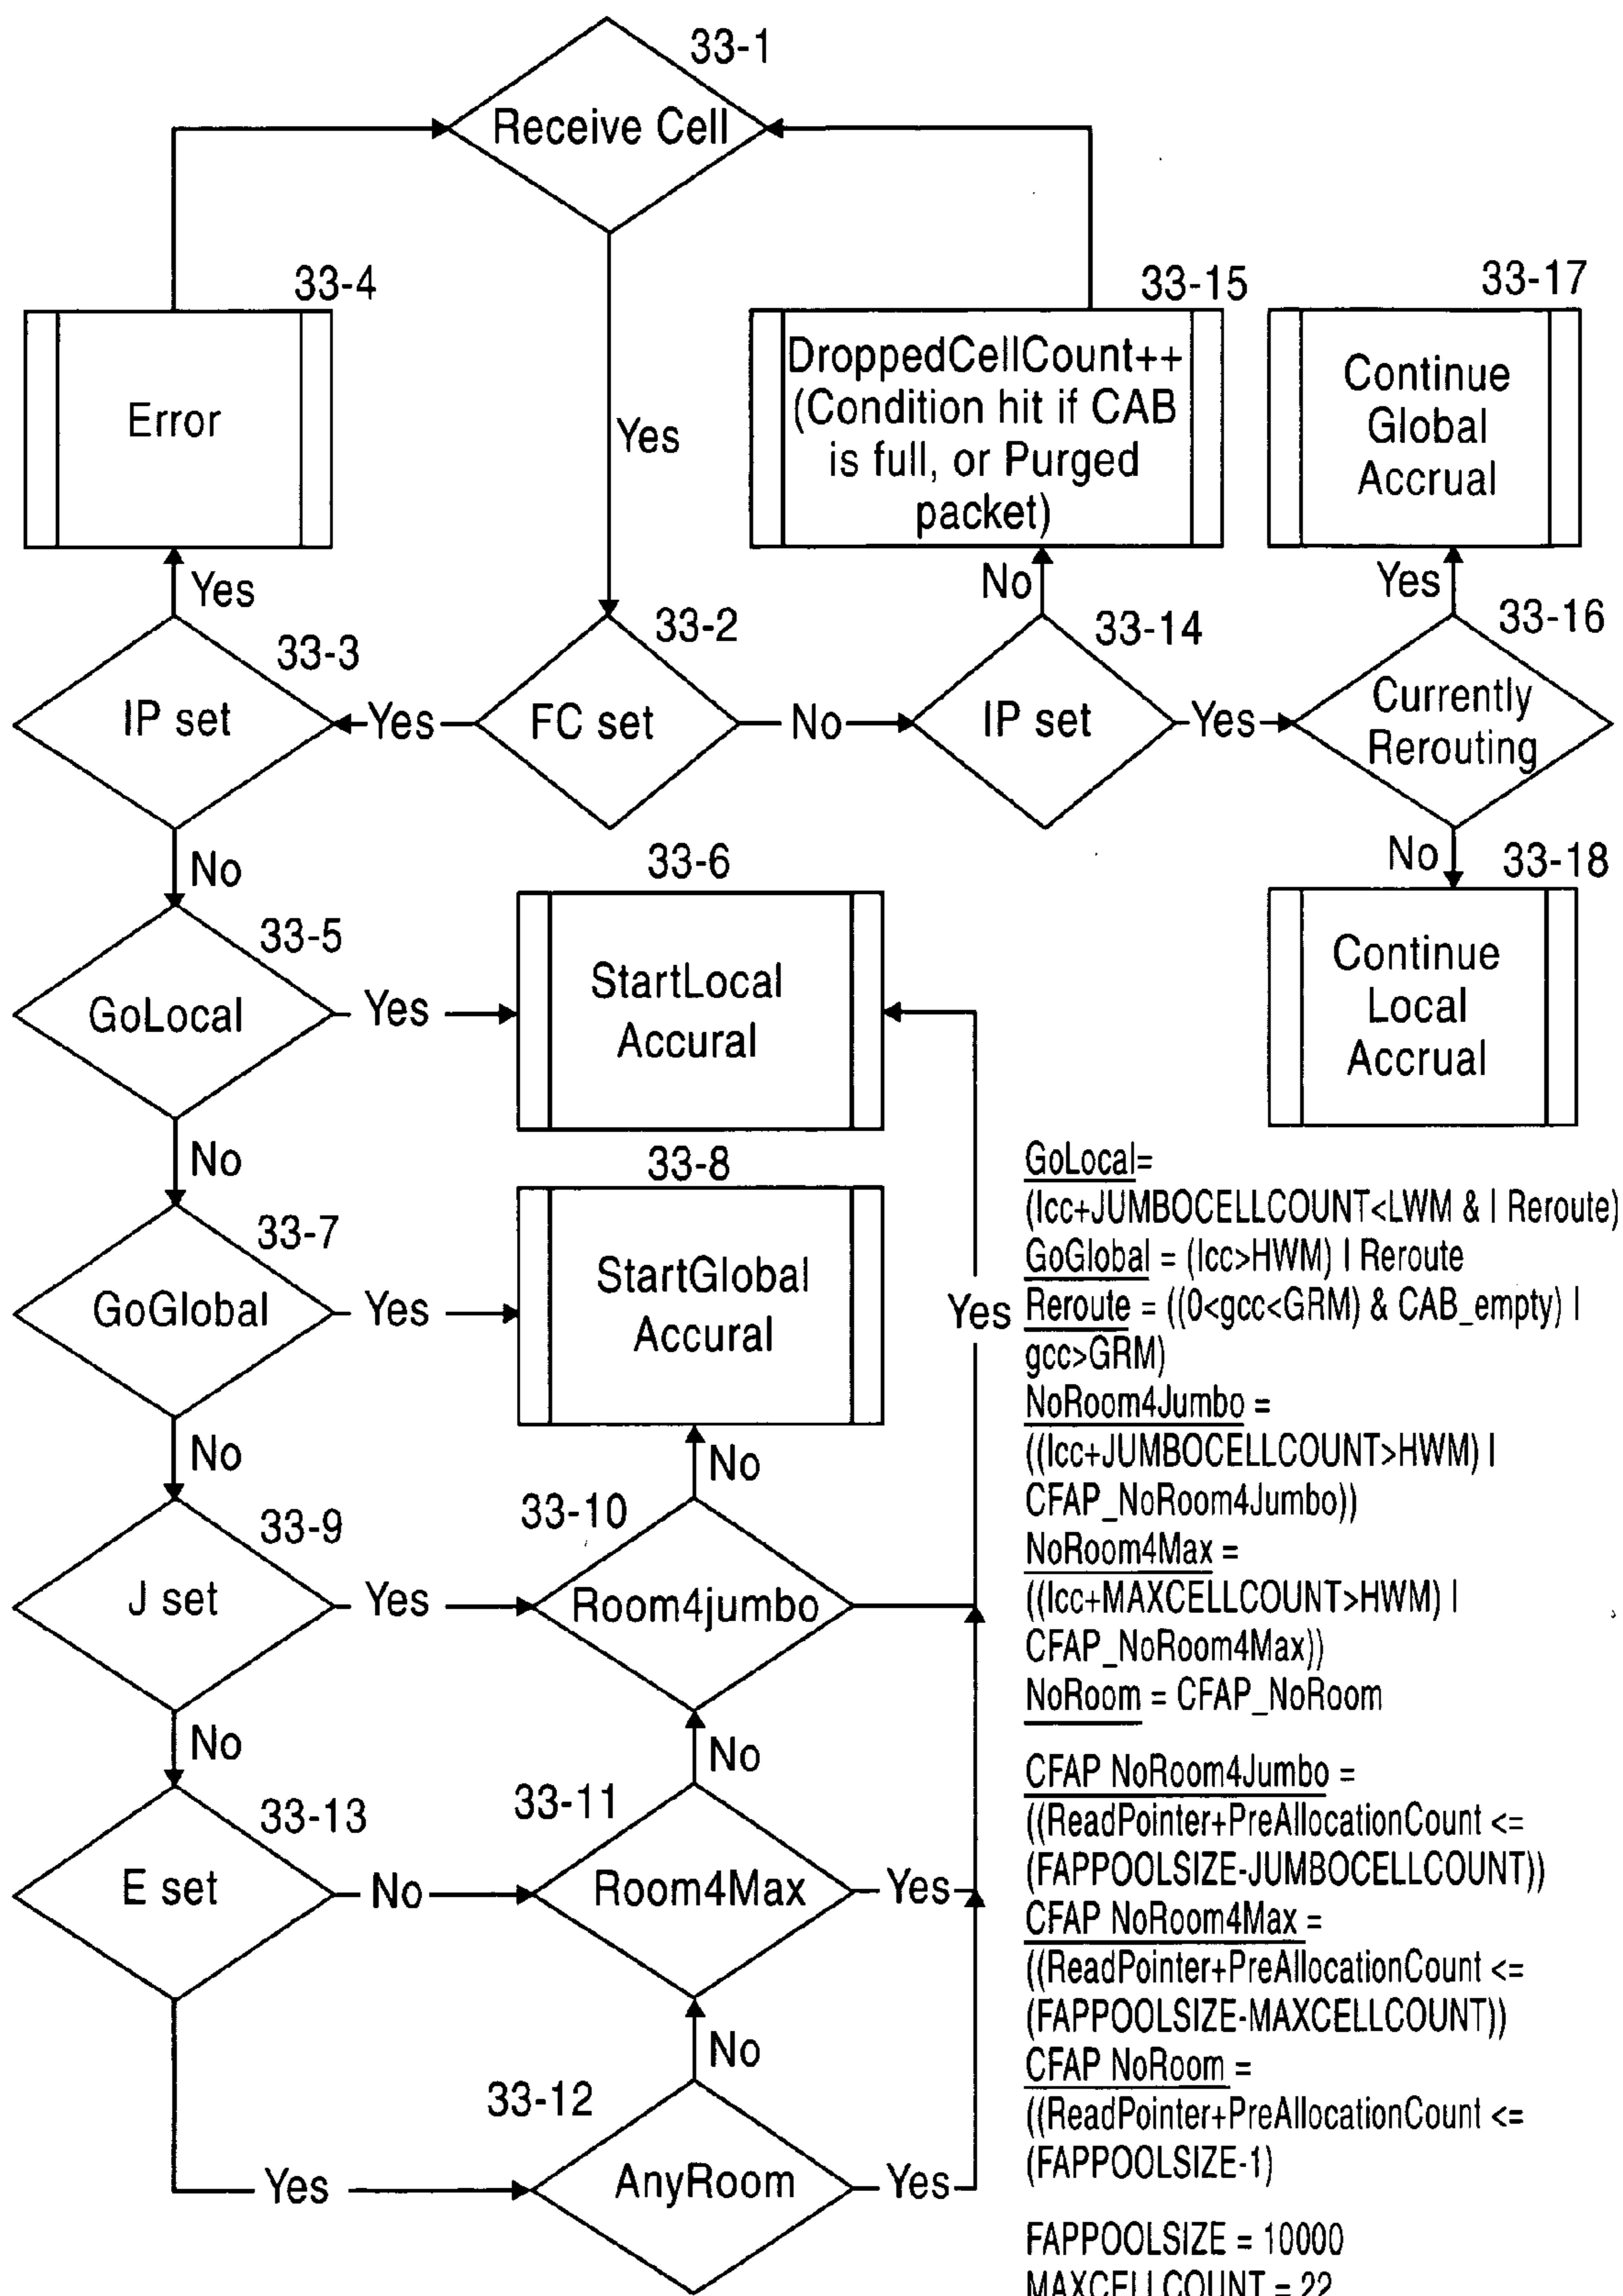 33-1
Receive Cell
33-4
Error
Yes
33-15
DroppedCellCount++
(Condition hit if CAB
is full, or Purged
packet)
33-17
Continue
Global
Accrual
Yes
No
Yes
33-3
IP set
Yes
33-2
FC set
No
33-14
IP set
Yes
33-16
Currently
Rerouting
No
No
33-18
Continue
Local
Accrual
33-5
GoLocal
Yes
33-6
StartLocal
Accural
No
33-7
GoGlobal
Yes
33-8
StartGlobal
Accural
Yes
No
No
33-9
J set
Yes
33-10
Room4jumbo
No
No
33-13
E set
No
33-11
Room4Max
Yes
No
Yes
33-12
AnyRoom
Yes
GoLocal=
(lcc+JUMBOCELLCOUNT<LWM & | Reroute)
GoGlobal = (lcc>HWM) | Reroute
Reroute = ((0<gcc<GRM) & CAB_empty) |
gcc>GRM)
NoRoom4Jumbo =
((lcc+JUMBOCELLCOUNT>HWM) |
CFAP_NoRoom4Jumbo))
NoRoom4Max =
((lcc+MAXCELLCOUNT>HWM) |
CFAP_NoRoom4Max))
NoRoom = CFAP_NoRoom
CFAP NoRoom4Jumbo =
((ReadPointer+PreAllocationCount <=
(FAPPOOLSIZE-JUMBOCELLCOUNT))
CFAP NoRoom4Max =
((ReadPointer+PreAllocationCount <=
(FAPPOOLSIZE-MAXCELLCOUNT))
CFAP NoRoom =
((ReadPointer+PreAllocationCount <=
(FAPPOOLSIZE-1)
FAPPOOLSIZE = 10000
MAXCELLCOUNT = 22